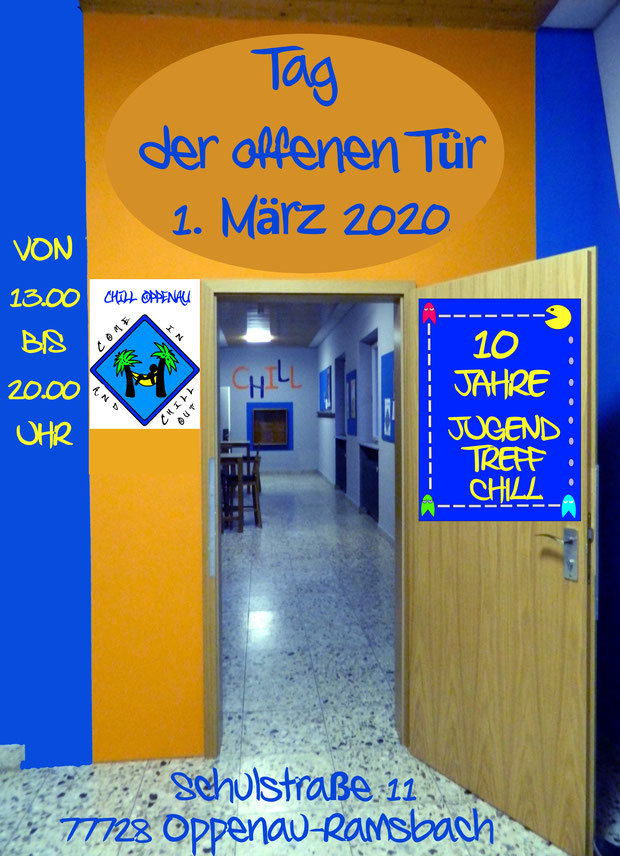 Tag
der offenen Tür
1. März 2020
VON
13.00
BIS
20.00
UHR
CHILL OPPENAU
COME IN
AND CHILL OUT
CHILL
10
JAHRE
JUGEND
TREFF
CHILL
Schulstraße 11
77728 Oppenau-Ramsbach